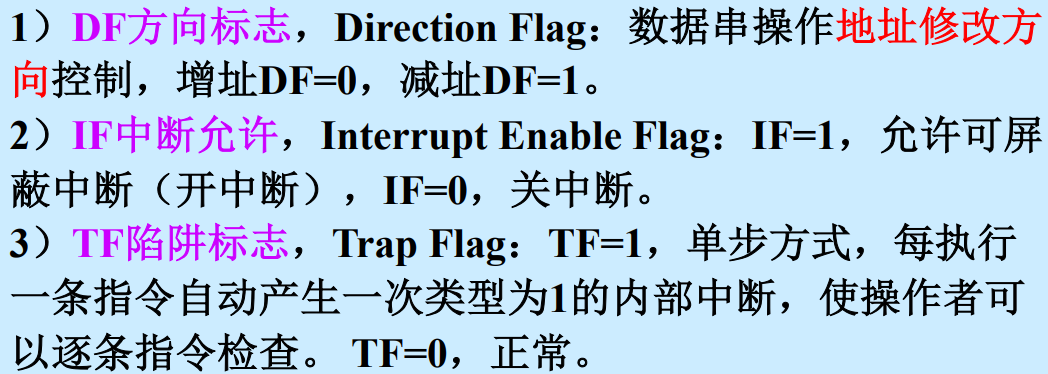 1）DF方向标志，Direction Flag：数据串操作地址修改方
向控制，增址DF=0，减址DF=1。
2）IF中断允许，Interrupt Enable Flag：IF=1，允许可屏
蔽中断（开中断），IF=0，关中断。
3）TF陷阱标志，Trap Flag：TF=1，单步方式，每执行
一条指令自动产生一次类型为1的内部中断，使操作者可
以逐条指令检查。 TF=0，正常。